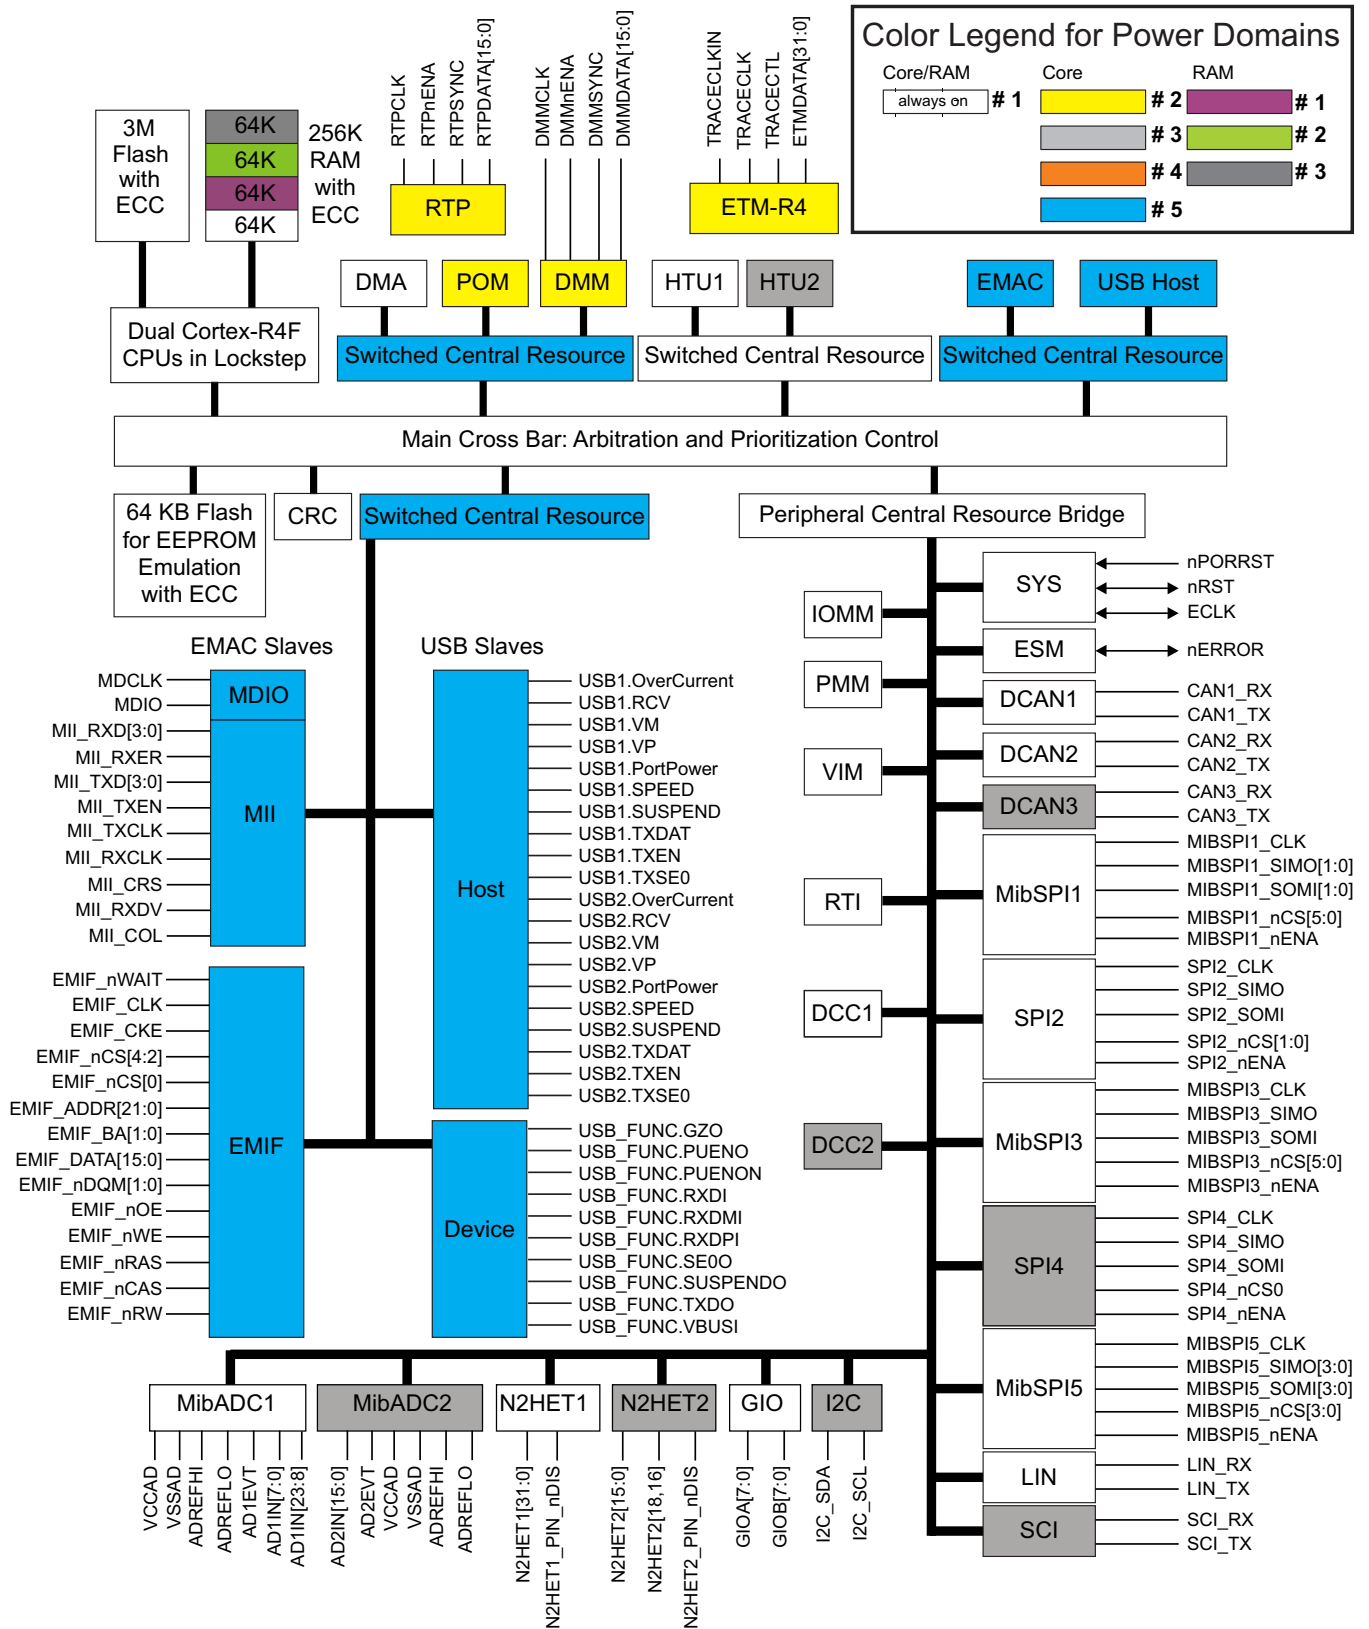 Color Legend for Power Domains
Core/RAM
Core
RAM
always on
# 1
# 2
# 1
# 3
# 2
# 4
# 3
# 5
RTPCLK
RTPnENA
RTPSYNC
RTPDATA[15:0]
DMMCLK
DMMnENA
DMMSYNC
DMMDATA[15:0]
TRACECLKIN
TRACECLK
TRACECTL
ETMDATA[31:0]
3M
Flash
with
ECC
64K
64K
64K
64K
256K
RAM
with
ECC
RTP
ETM-R4
DMA
POM
DMM
HTU1
HTU2
EMAC
USB Host
Dual Cortex-R4F
CPUs in Lockstep
Switched Central Resource
Switched Central Resource
Switched Central Resource
Main Cross Bar: Arbitration and Prioritization Control
64 KB Flash
for EEPROM
Emulation
with ECC
CRC
Switched Central Resource
Peripheral Central Resource Bridge
EMAC Slaves
USB Slaves
MDCLK
MDIO
MII_RXD[3:0]
MII_RXER
MII_TXD[3:0]
MII_TXEN
MII_TXCLK
MII_RXCLK
MII_CRS
MII_RXDV
MII_COL
MDIO
MII
EMIF_nWAIT
EMIF_CLK
EMIF_CKE
EMIF_nCS[4:2]
EMIF_nCS[0]
EMIF_ADDR[21:0]
EMIF_BA[1:0]
EMIF_DATA[15:0]
EMIF_nDQM[1:0]
EMIF_nOE
EMIF_nWE
EMIF_nRAS
EMIF_nCAS
EMIF_nRW
EMIF
Host
USB1.OverCurrent
USB1.RCV
USB1.VM
USB1.VP
USB1.PortPower
USB1.SPEED
USB1.SUSPEND
USB1.TXDAT
USB1.TXEN
USB1.TXSE0
USB2.OverCurrent
USB2.RCV
USB2.VM
USB2.VP
USB2.PortPower
USB2.SPEED
USB2.SUSPEND
USB2.TXDAT
USB2.TXEN
USB2.TXSE0
Device
USB_FUNC.GZO
USB_FUNC.PUENO
USB_FUNC.PUENON
USB_FUNC.RXDI
USB_FUNC.RXDMI
USB_FUNC.RXDPI
USB_FUNC.SE0O
USB_FUNC.SUSPENDO
USB_FUNC.TXDO
USB_FUNC.VBUSI
IOMM
PMM
VIM
RTI
DCC1
DCC2
SYS
nPORRST
nRST
ECLK
ESM
nERROR
DCAN1
CAN1_RX
CAN1_TX
DCAN2
CAN2_RX
CAN2_TX
DCAN3
CAN3_RX
CAN3_TX
MibSPI1
MIBSPI1_CLK
MIBSPI1_SIMO[1:0]
MIBSPI1_SOMI[1:0]
MIBSPI1_nCS[5:0]
MIBSPI1_nENA
SPI2
SPI2_CLK
SPI2_SIMO
SPI2_SOMI
SPI2_nCS[1:0]
SPI2_nENA
MibSPI3
MIBSPI3_CLK
MIBSPI3_SIMO
MIBSPI3_SOMI
MIBSPI3_nCS[5:0]
MIBSPI3_nENA
SPI4
SPI4_CLK
SPI4_SIMO
SPI4_SOMI
SPI4_nCS0
SPI4_nENA
MibSPI5
MIBSPI5_CLK
MIBSPI5_SIMO[3:0]
MIBSPI5_SOMI[3:0]
MIBSPI5_nCS[3:0]
MIBSPI5_nENA
LIN
LIN_RX
LIN_TX
SCI
SCI_RX
SCI_TX
MibADC1
MibADC2
N2HET1
N2HET2
GIO
I2C
VCCAD
VSSAD
ADREFHI
ADREFLO
AD1EVT
AD1IN[7:0]
AD1IN[23:8]
AD2IN[15:0]
AD2EVT
VCCAD
VSSAD
ADREFHI
ADREFLO
N2HET1[31:0]
N2HET1_PIN_nDIS
N2HET2[15:0]
N2HET2[18,16]
N2HET2_PIN_nDIS
GIOA[7:0]
GIOB[7:0]
I2C_SDA
I2C_SCL